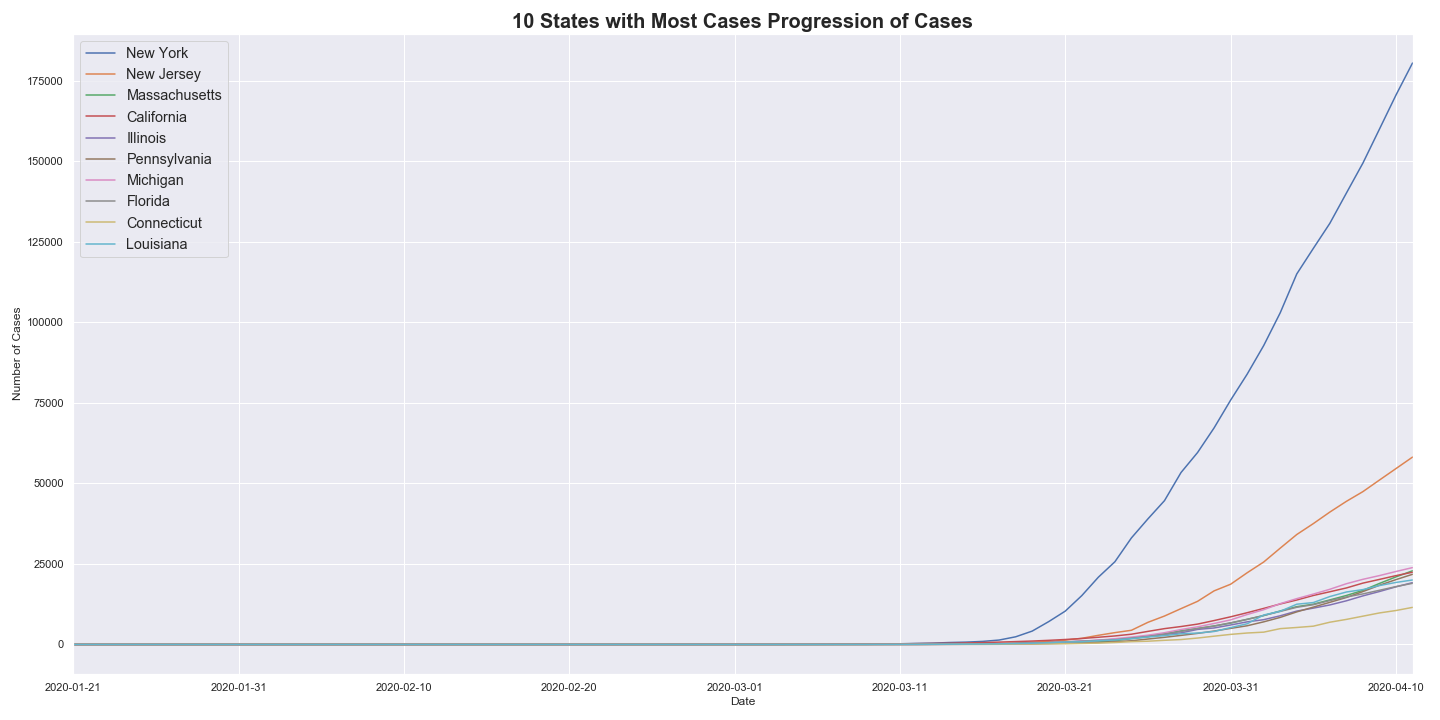 10 States with Most Cases Progression of Cases
New York
New Jersey
Massachusetts
California
Illinois
Pennsylvania
Michigan
Florida
Connecticut
Louisiana
175000
150000
125000
100000
75000
50000
25000
0
Number of Cases
2020-01-21
2020-01-31
2020-02-10
2020-02-20
2020-03-01
2020-03-11
2020-03-21
2020-03-31
2020-04-10
Date